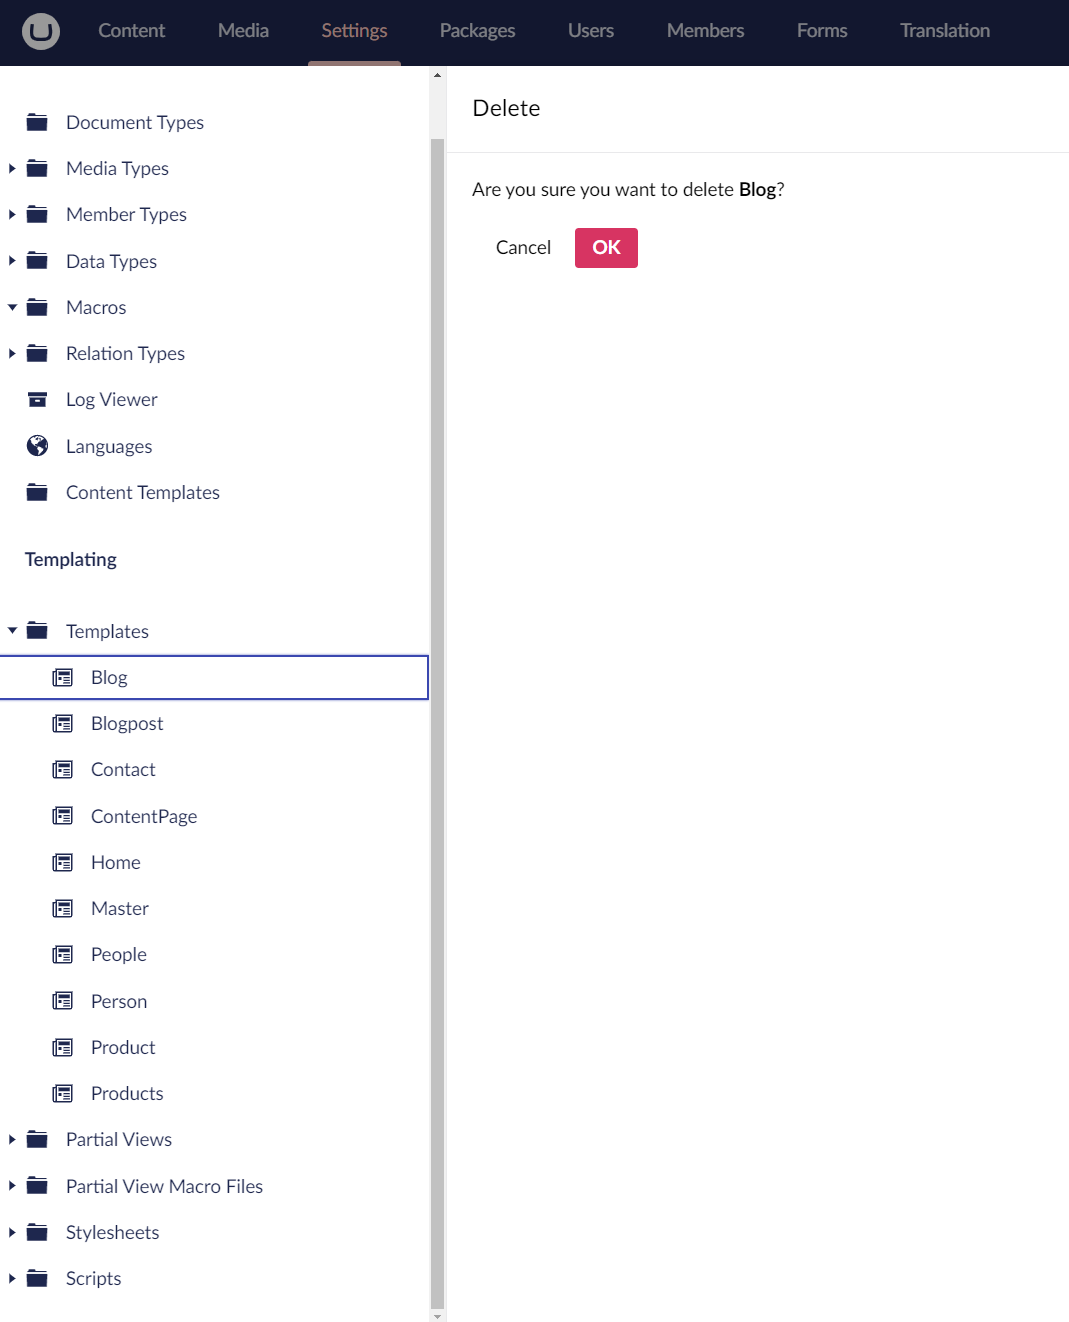 Content Media Settings Packages Users Members Forms Translation
Document Types
Media Types
Member Types
Data Types
Macros
Relation Types
Log Viewer
Languages
Content Templates
Templating
Templates
Blog
Blogpost
Contact
ContentPage
Home
Master
People
Person
Product
Products
Partial Views
Partial View Macro Files
Stylesheets
Scripts
Delete
Are you sure you want to delete Blog?
Cancel OK